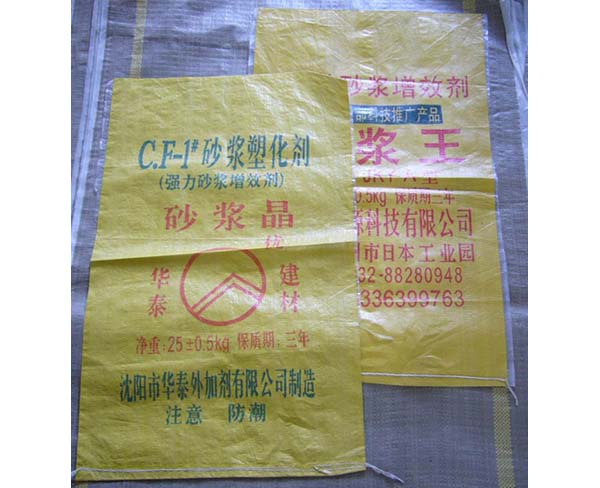 C.F-1#砂浆塑化剂
(强力砂浆增效剂)
砂浆晶
优
华泰
建材
净重:25±0.5kg 保质期:三年
沈阳市华泰外加剂有限公司制造
注意 防潮
砂浆增效剂
部科技推广产品
浆王
型
0.5kg 保质期三年
科技有限公司
市日本工业园
32-88280948
336399763